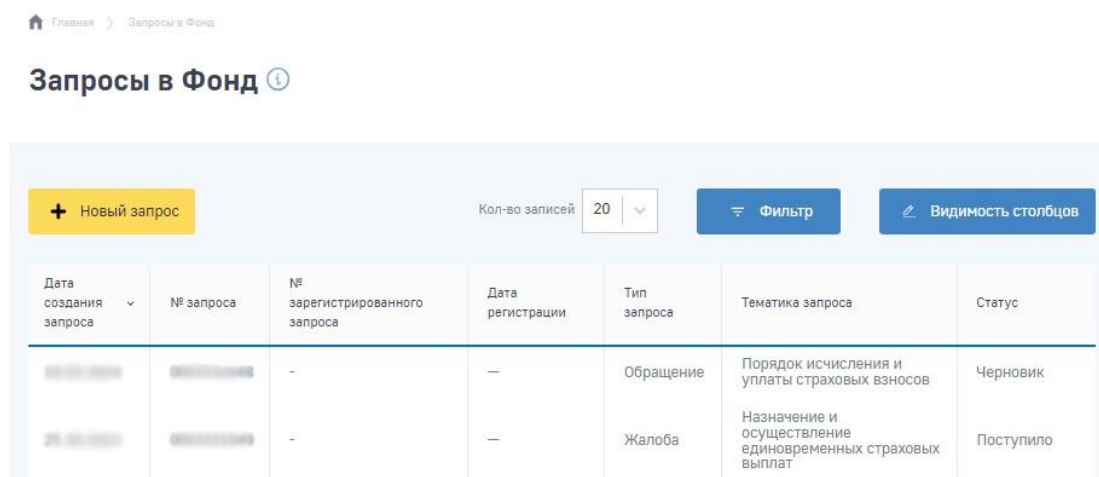 Главная > Запросы в Фонд
Запросы в Фонд
Новый запрос
Кол-во записей 20
Фильтр
Видимость столбцов
Дата
создания
запроса
№ запроса
№
зарегистрированного
запроса
Дата
регистрации
Тип
запроса
Тематика запроса
Статус
- — Обращение
Порядок исчисления и
уплаты страховых взносов
Черновик
- — Жалоба
Назначение и
осуществление
единовременных страховых
выплат
Поступило